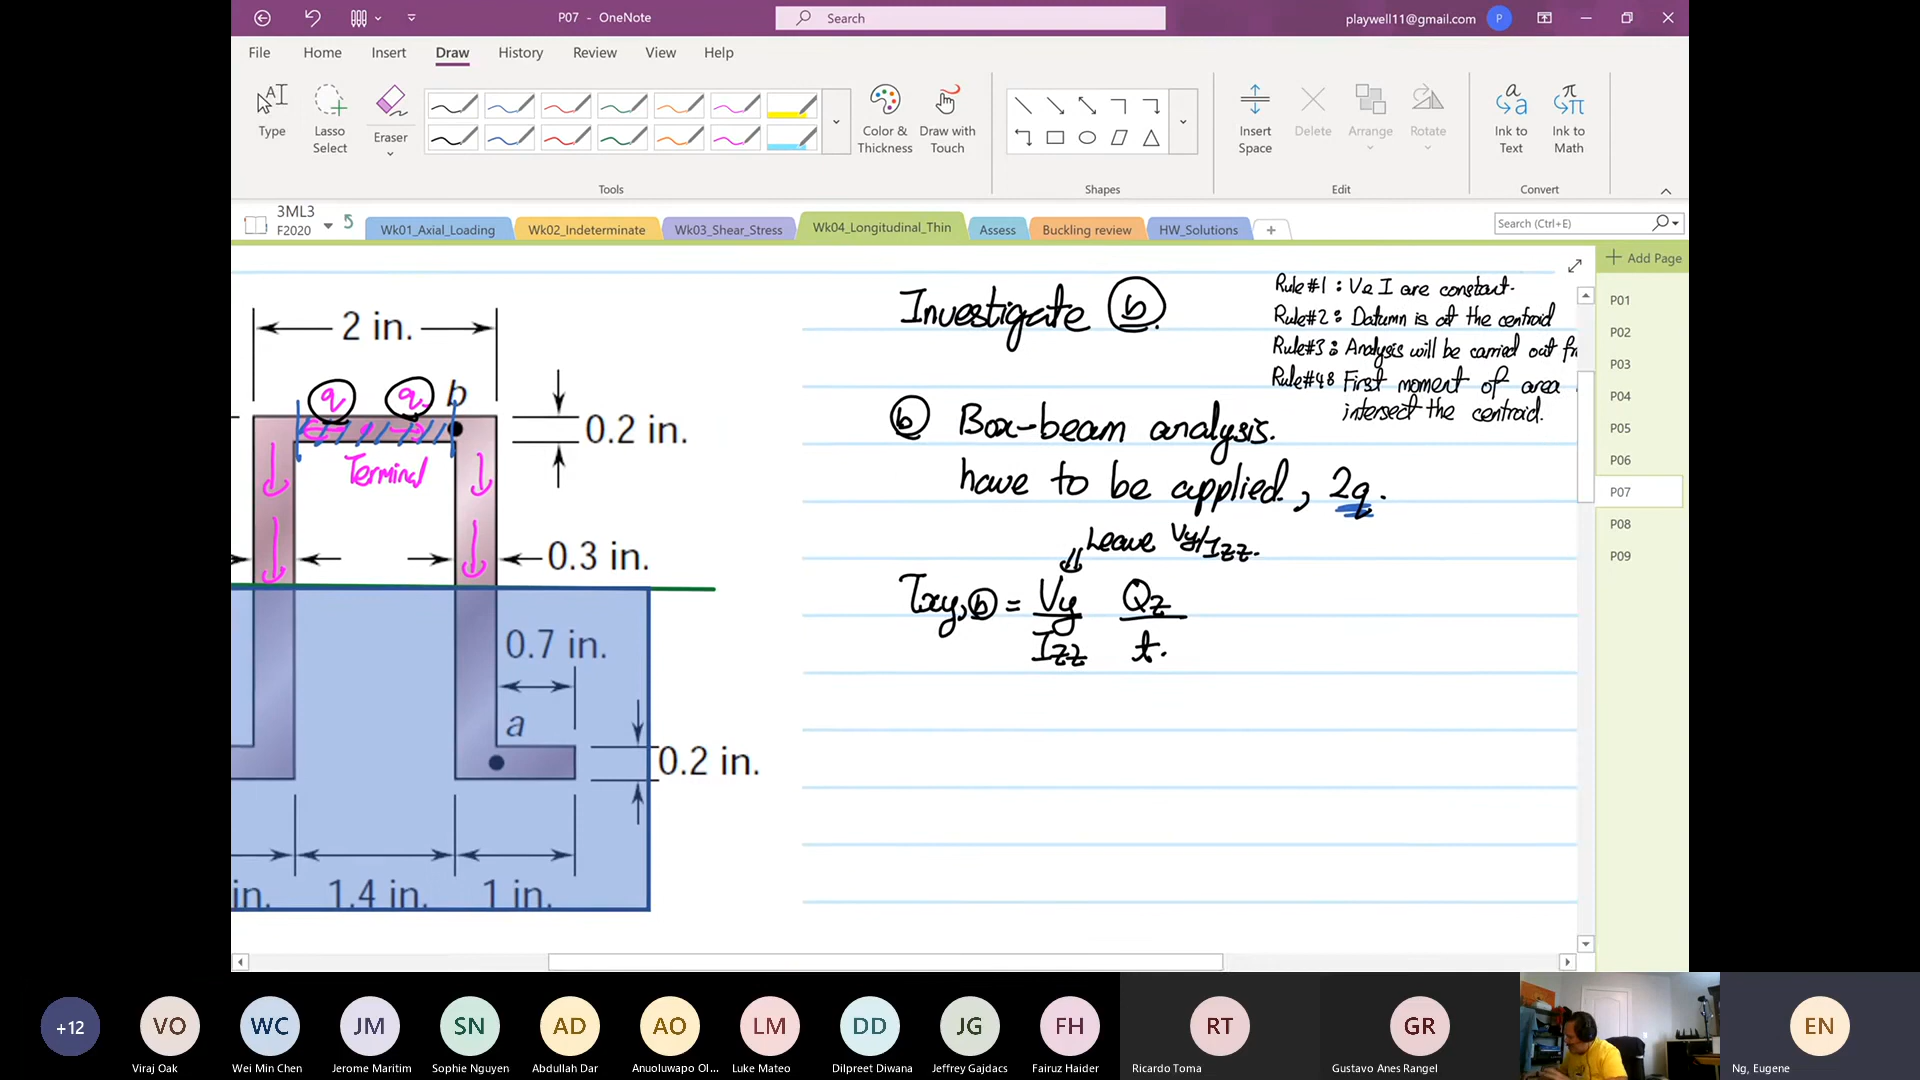 P07 - OneNote
Search
playwell11@gmail.com
P
File
Home
Insert
Draw
History
Review
View
Help
Type
Lasso Select
Eraser
Color & Thickness
Draw with Touch
Insert Space
Delete
Arrange
Rotate
Ink to Text
Ink to Math
Tools
Shapes
Edit
Convert
3ML3
F2020
Wk01_Axial_Loading
Wk02_Indeterminate
Wk03_Shear_Stress
Wk04_Longitudinal_Thin
Assess
Buckling review
HW_Solutions
Search (Ctrl+E)
Add Page
P01
P02
P03
P04
P05
P06
P07
P08
P09
2 in.
q
q
b
0.2 in.
Terminal
0.3 in.
0.7 in.
a
0.2 in.
in.
1.4 in.
1 in.
Investigate b.
Rule #1 : V & I are constant.
Rule #2 : Datumn is at the centroid
Rule #3 : Analysis will be carried out fr
Rule #4 : First moment of area
intersect the centroid.
b Box-beam analysis.
have to be applied., 2q.
Leave Vy/Izz.
τxy,b = Vy/Izz Qz/t.
+12
VO
WC
JM
SN
AD
AO
LM
DD
JG
FH
RT
GR
EN
Viraj Oak
Wei Min Chen
Jerome Maritim
Sophie Nguyen
Abdullah Dar
Anuoluwapo Ol...
Luke Mateo
Dilpreet Diwana
Jeffrey Gajdacs
Fairuz Haider
Ricardo Toma
Gustavo Anes Rangel
Ng, Eugene